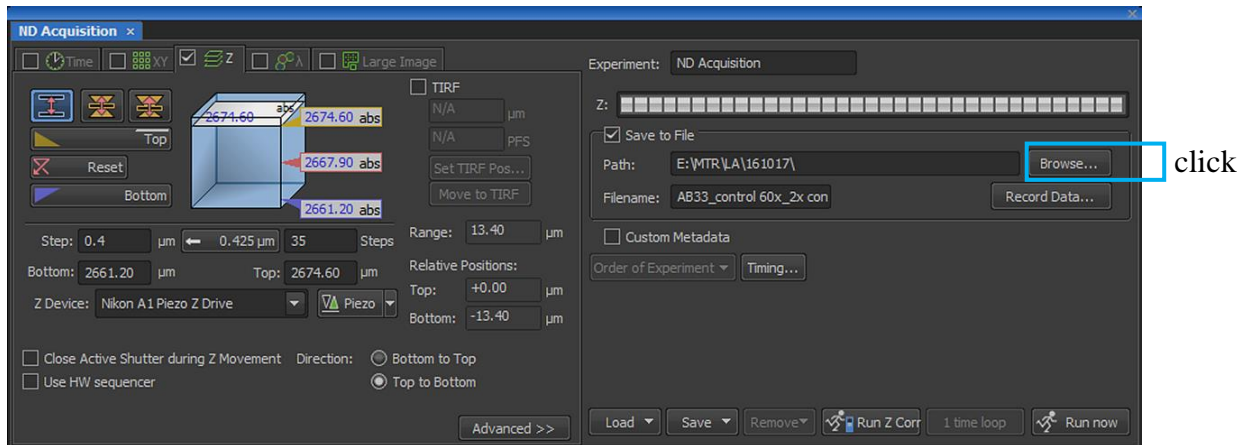 ND Acquisition ×
Time XY Z λ Large Image
Experiment: ND Acquisition
TIRF
N/A µm
N/A PFS
Set TIRF Pos...
Move to TIRF
Top
Reset
Bottom
2674.60 abs
2674.60 abs
2667.90 abs
2661.20 abs
Step: 0.4 µm 0.425 µm 35 Steps
Bottom: 2661.20 µm Top: 2674.60 µm
Z Device: Nikon A1 Piezo Z Drive Piezo
Range: 13.40 µm
Relative Positions:
Top: +0.00 µm
Bottom: -13.40 µm
Close Active Shutter during Z Movement Direction: Bottom to Top
Use HW sequencer Top to Bottom
Advanced >>
Z:
Save to File
Path: E:\MTR\LA\161017\ Browse... click
Filename: AB33_control 60x_2x con Record Data...
Custom Metadata
Order of Experiment Timing...
Load Save Remove Run Z Corr 1 time loop Run now